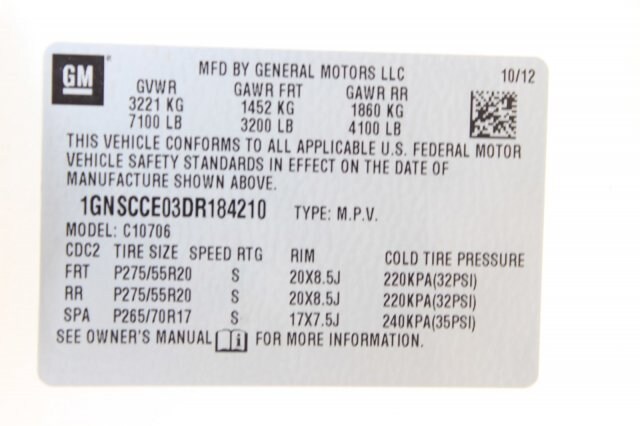 GM MFD BY GENERAL MOTORS LLC 10/12
GVWR GAWR FRT GAWR RR
3221 KG 1452 KG 1860 KG
7100 LB 3200 LB 4100 LB
THIS VEHICLE CONFORMS TO ALL APPLICABLE U.S. FEDERAL MOTOR
VEHICLE SAFETY STANDARDS IN EFFECT ON THE DATE OF
MANUFACTURE SHOWN ABOVE.
1GNSCCE03DR184210 TYPE: M.P.V.
MODEL: C10706
CDC2 TIRE SIZE SPEED RTG RIM COLD TIRE PRESSURE
FRT P275/55R20 S 20X8.5J 220KPA(32PSI)
RR P275/55R20 S 20X8.5J 220KPA(32PSI)
SPA P265/70R17 S 17X7.5J 240KPA(35PSI)
SEE OWNER'S MANUAL i FOR MORE INFORMATION.